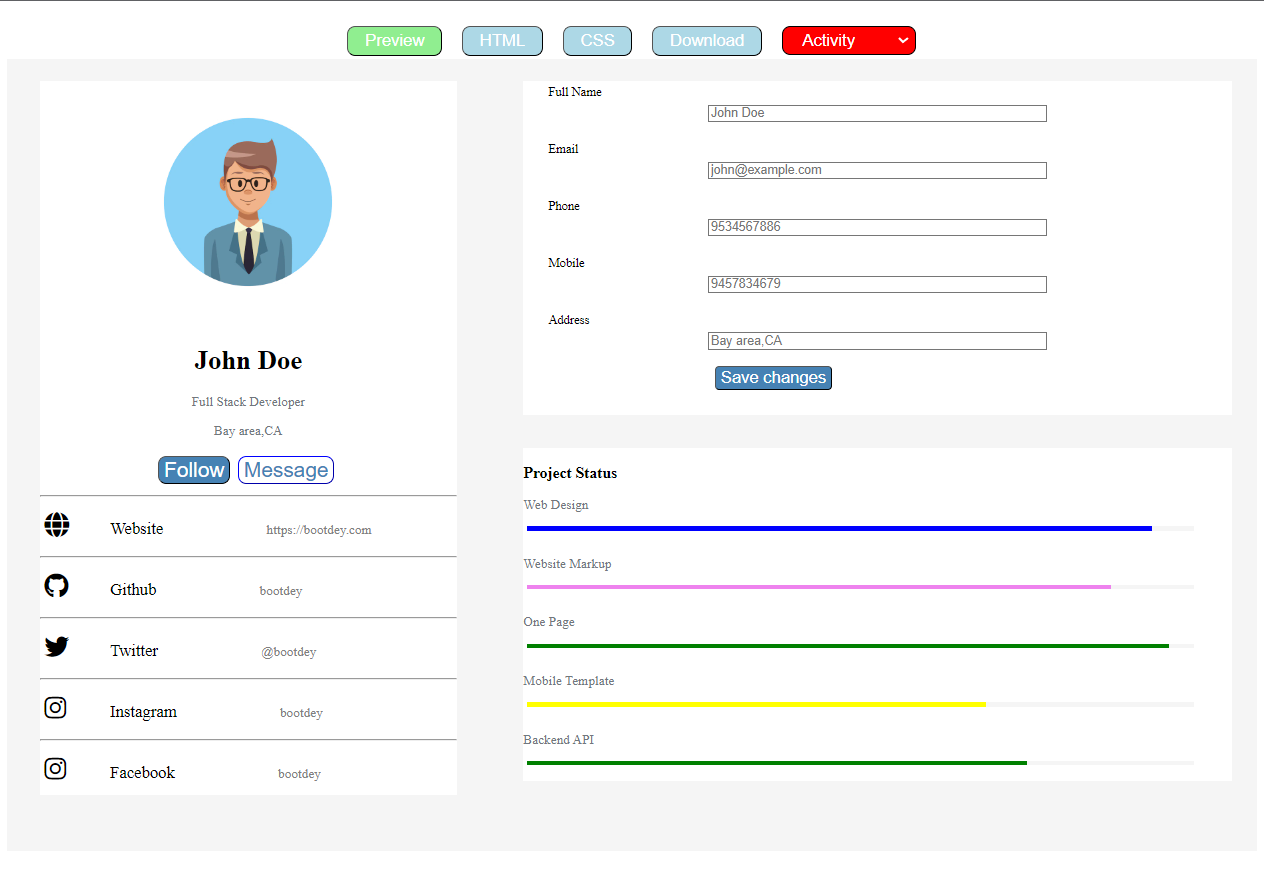 Preview HTML CSS Download Activity
John Doe
Full Stack Developer
Bay area,CA
Follow Message
Website https://bootdey.com
Github bootdey
Twitter @bootdey
Instagram bootdey
Facebook bootdey
Full Name
John Doe
Email
john@example.com
Phone
9534567886
Mobile
9457834679
Address
Bay area,CA
Save changes
Project Status
Web Design
Website Markup
One Page
Mobile Template
Backend API